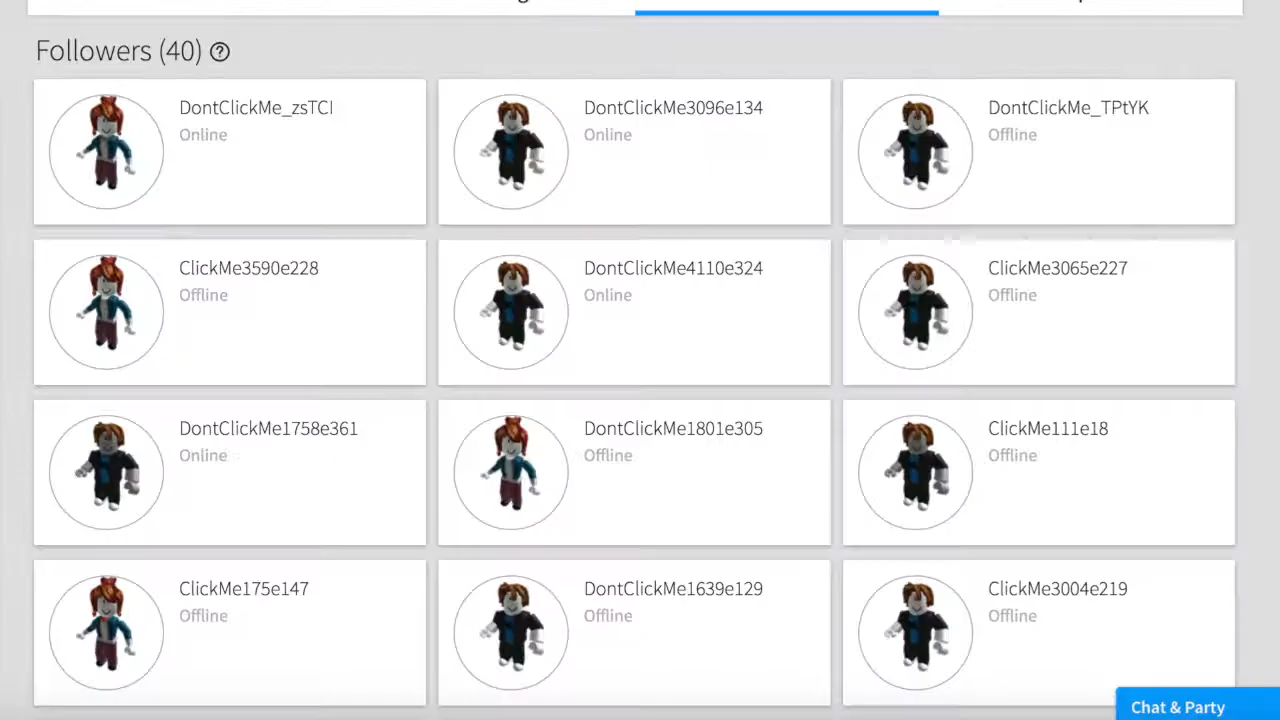 Followers (40)
DontClickMe_zsTCI
Online
DontClickMe3096e134
Online
DontClickMe_TPtYK
Offline
ClickMe3590e228
Offline
DontClickMe4110e324
Online
ClickMe3065e227
Offline
DontClickMe1758e361
Online
DontClickMe1801e305
Offline
ClickMe111e18
Offline
ClickMe175e147
Offline
DontClickMe1639e129
Offline
ClickMe3004e219
Offline
Chat & Party